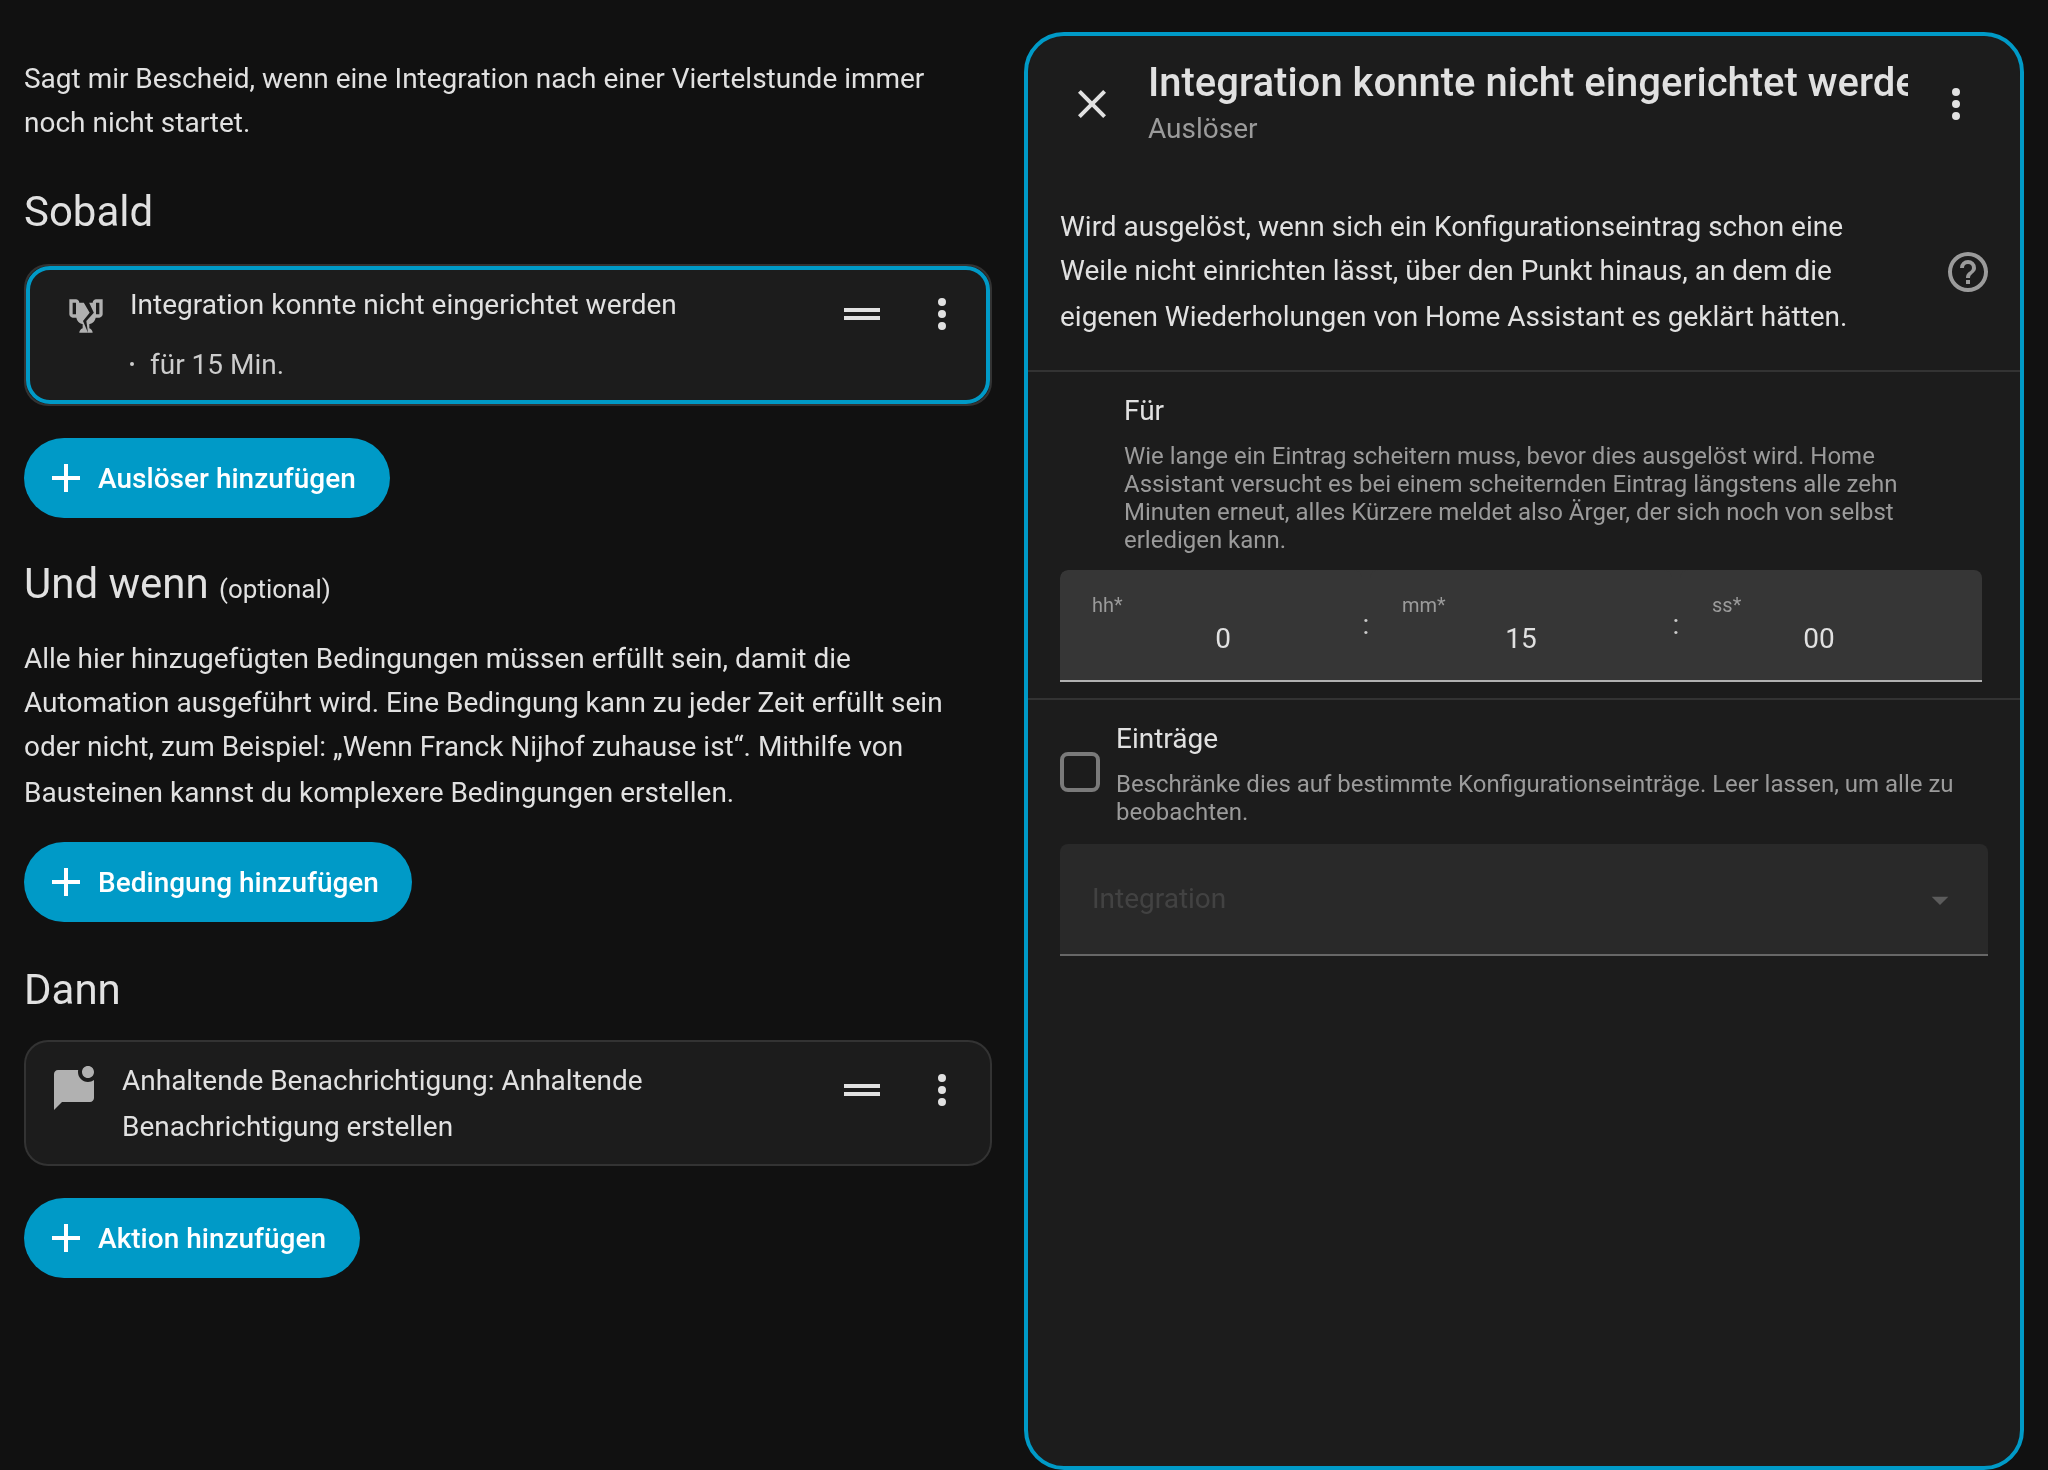 Sagt mir Bescheid, wenn eine Integration nach einer Viertelstunde immer
noch nicht startet.
Sobald
Integration konnte nicht eingerichtet werden
· für 15 Min.
Auslöser hinzufügen
Und wenn (optional)
Alle hier hinzugefügten Bedingungen müssen erfüllt sein, damit die
Automation ausgeführt wird. Eine Bedingung kann zu jeder Zeit erfüllt sein
oder nicht, zum Beispiel: „Wenn Franck Nijhof zuhause ist“. Mithilfe von
Bausteinen kannst du komplexere Bedingungen erstellen.
Bedingung hinzufügen
Dann
Anhaltende Benachrichtigung: Anhaltende
Benachrichtigung erstellen
Aktion hinzufügen
Integration konnte nicht eingerichtet werde
Auslöser
Wird ausgelöst, wenn sich ein Konfigurationseintrag schon eine
Weile nicht einrichten lässt, über den Punkt hinaus, an dem die
eigenen Wiederholungen von Home Assistant es geklärt hätten.
Für
Wie lange ein Eintrag scheitern muss, bevor dies ausgelöst wird. Home
Assistant versucht es bei einem scheiternden Eintrag längstens alle zehn
Minuten erneut, alles Kürzere meldet also Ärger, der sich noch von selbst
erledigen kann.
hh* mm* ss*
0 : 15 : 00
Einträge
Beschränke dies auf bestimmte Konfigurationseinträge. Leer lassen, um alle zu
beobachten.
Integration